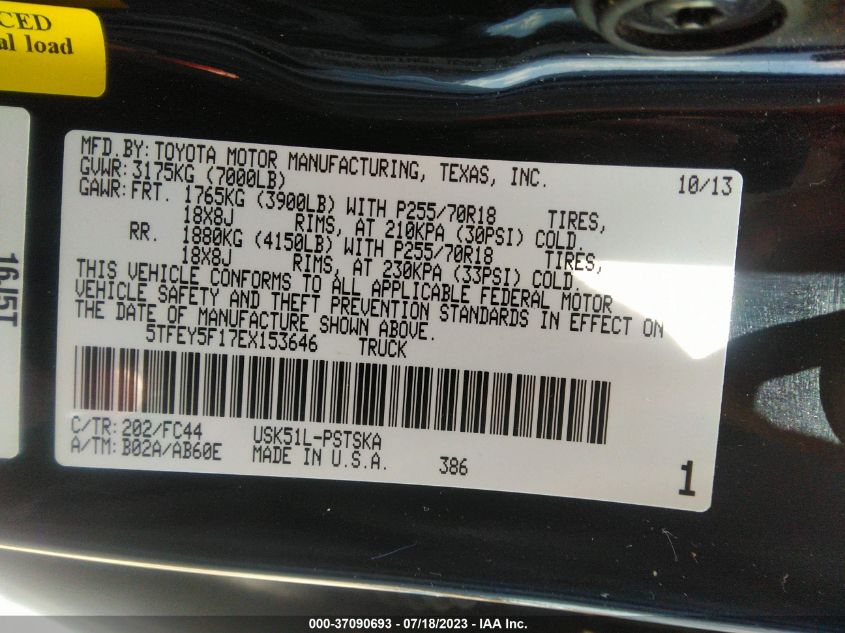 CED
al load
16J5T
MFD.BY: TOYOTA MOTOR MANUFACTURING, TEXAS, INC. 10/13
GVWR: 3175KG (7000LB)
GAWR: FRT. 1765KG (3900LB) WITH P255/70R18 TIRES,
18X8J RIMS, AT 210KPA (30PSI) COLD.
RR. 1880KG (4150LB) WITH P255/70R18 TIRES,
18X8J RIMS, AT 230KPA (33PSI) COLD.
THIS VEHICLE CONFORMS TO ALL APPLICABLE FEDERAL MOTOR
VEHICLE SAFETY AND THEFT PREVENTION STANDARDS IN EFFECT ON
THE DATE OF MANUFACTURE SHOWN ABOVE.
5TFEY5F17EX153646 TRUCK
C/TR: 202/FC44 USK51L-PSTSKA
A/TM: B02A/AB60E MADE IN U.S.A. 386 1
000-37090693 / 07/18/2023 - IAA Inc.